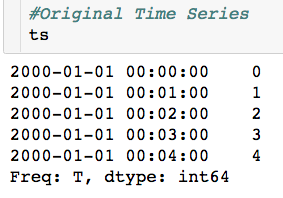 #Original Time Series
ts
2000-01-01 00:00:00    0
2000-01-01 00:01:00    1
2000-01-01 00:02:00    2
2000-01-01 00:03:00    3
2000-01-01 00:04:00    4
Freq: T, dtype: int64